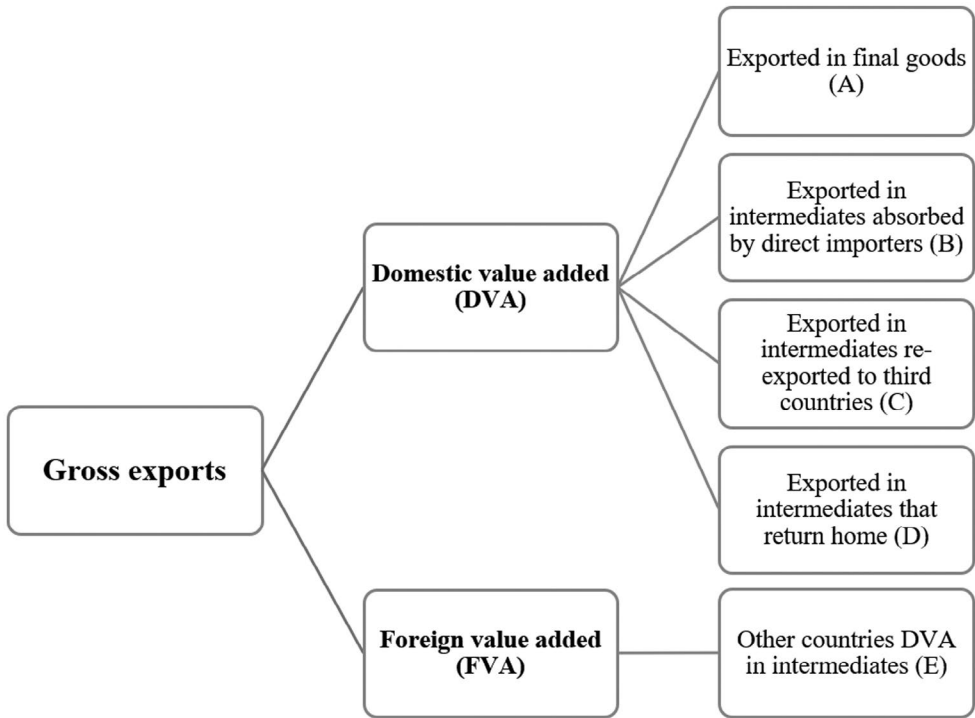 Exported in final goods
(A)
Exported in
intermediates absorbed
by direct importers (B)
Domestic value added
(DVA)
Exported in
intermediates re-
exported to third
countries (C)
Gross exports
Exported in
intermediates that
return home (D)
Foreign value added
(FVA)
Other countries DVA
in intermediates (E)